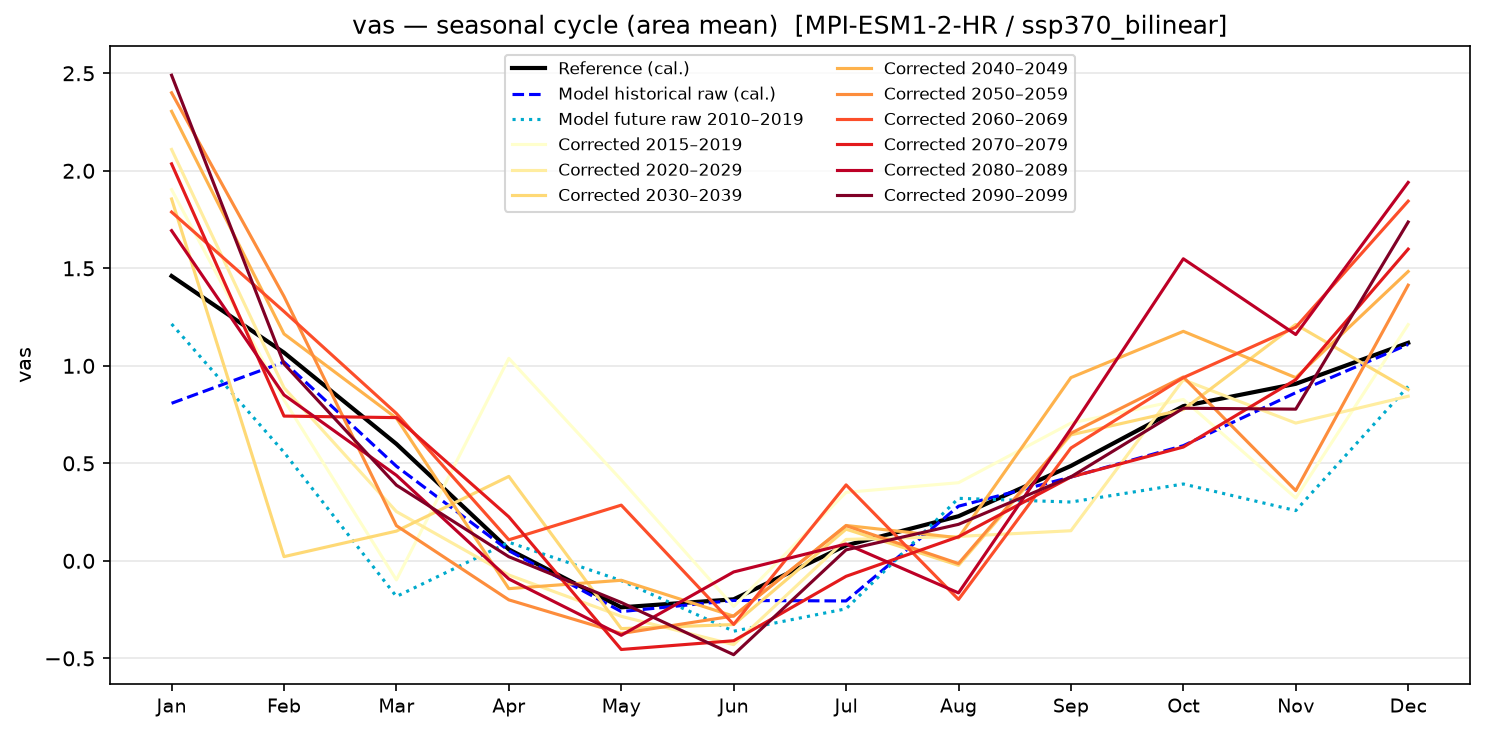 vas — seasonal cycle (area mean)  [MPI-ESM1-2-HR / ssp370_bilinear]
Reference (cal.)
Model historical raw (cal.)
Model future raw 2010–2019
Corrected 2015–2019
Corrected 2020–2029
Corrected 2030–2039
Corrected 2040–2049
Corrected 2050–2059
Corrected 2060–2069
Corrected 2070–2079
Corrected 2080–2089
Corrected 2090–2099
vas
2.5
2.0
1.5
1.0
0.5
0.0
−0.5
Jan Feb Mar Apr May Jun Jul Aug Sep Oct Nov Dec